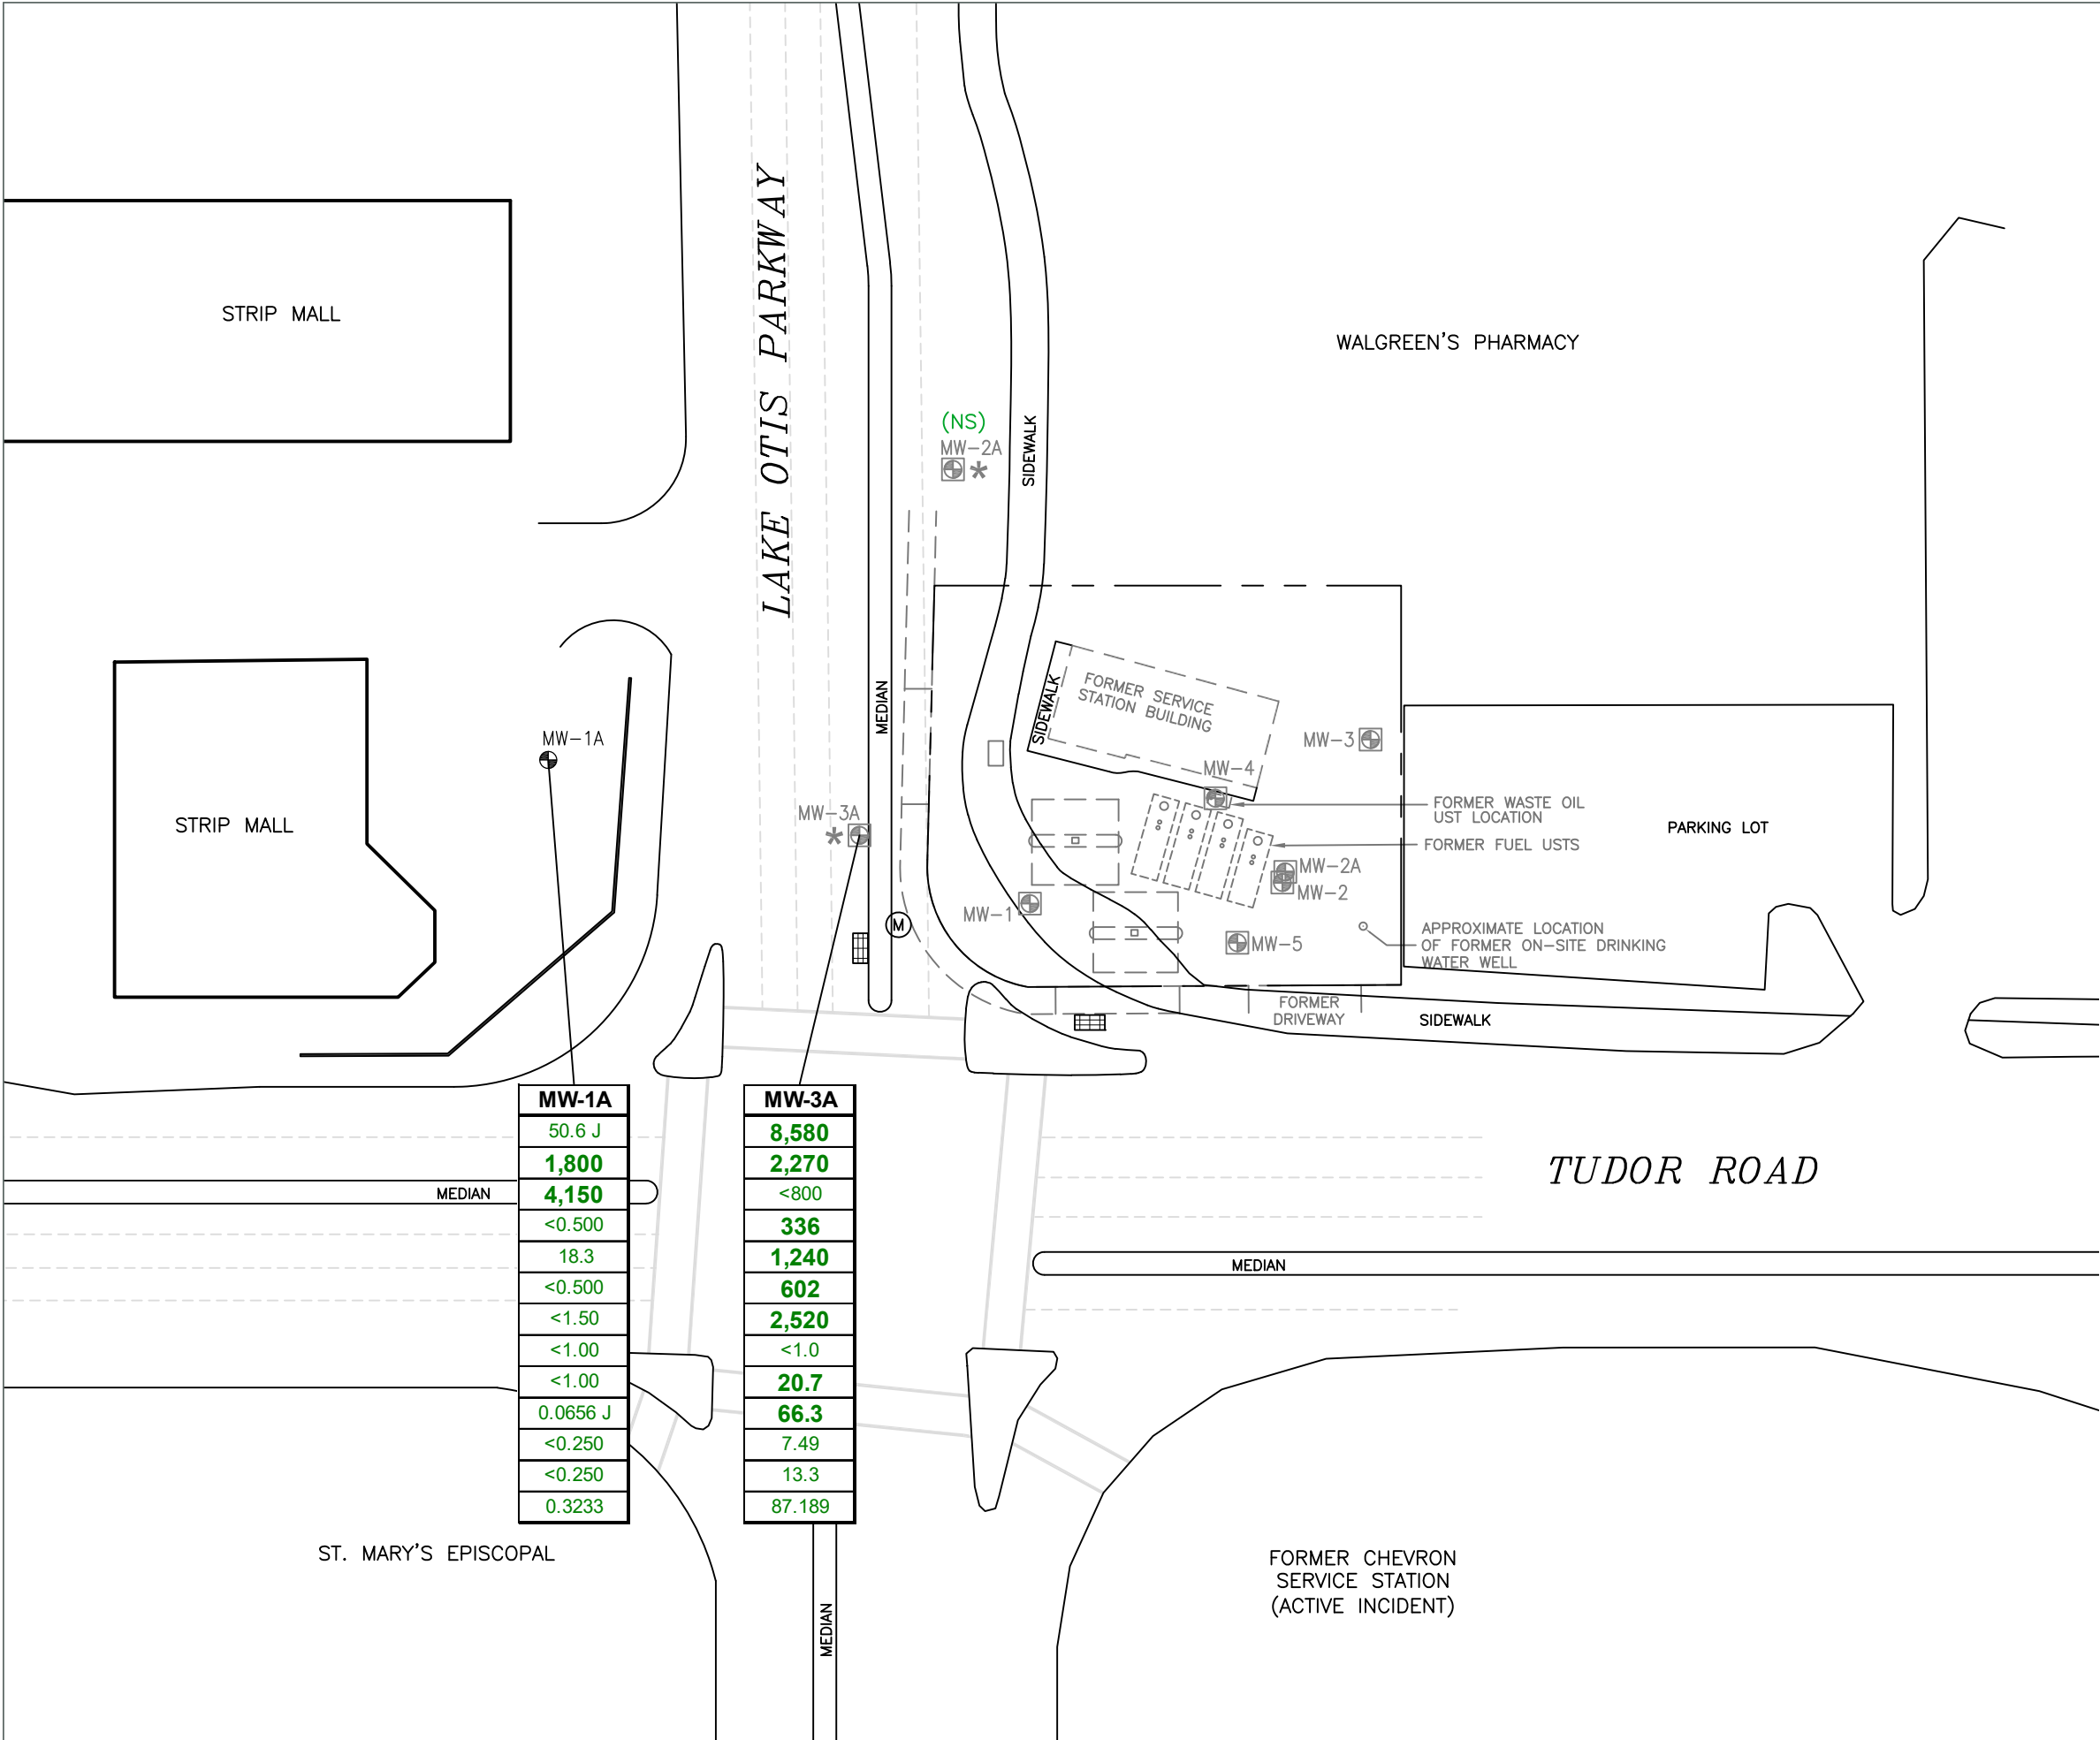 STRIP MALL
LAKE OTIS PARKWAY
WALGREEN'S PHARMACY
(NS)
MW-2A
*
SIDEWALK
MEDIAN
SIDEWALK
FORMER SERVICE
STATION BUILDING
MW-1A
MW-3
MW-4
FORMER WASTE OIL
UST LOCATION
FORMER FUEL USTS
PARKING LOT
STRIP MALL
MW-3A
*
MW-2A
MW-2
MW-1
M
MW-5
APPROXIMATE LOCATION
OF FORMER ON-SITE DRINKING
WATER WELL
FORMER
DRIVEWAY
SIDEWALK
MW-1A
50.6 J
1,800
4,150
<0.500
18.3
<0.500
<1.50
<1.00
<1.00
0.0656 J
<0.250
<0.250
0.3233
MW-3A
8,580
2,270
<800
336
1,240
602
2,520
<1.0
20.7
66.3
7.49
13.3
87.189
MEDIAN
TUDOR ROAD
MEDIAN
ST. MARY'S EPISCOPAL
MEDIAN
FORMER CHEVRON
SERVICE STATION
(ACTIVE INCIDENT)